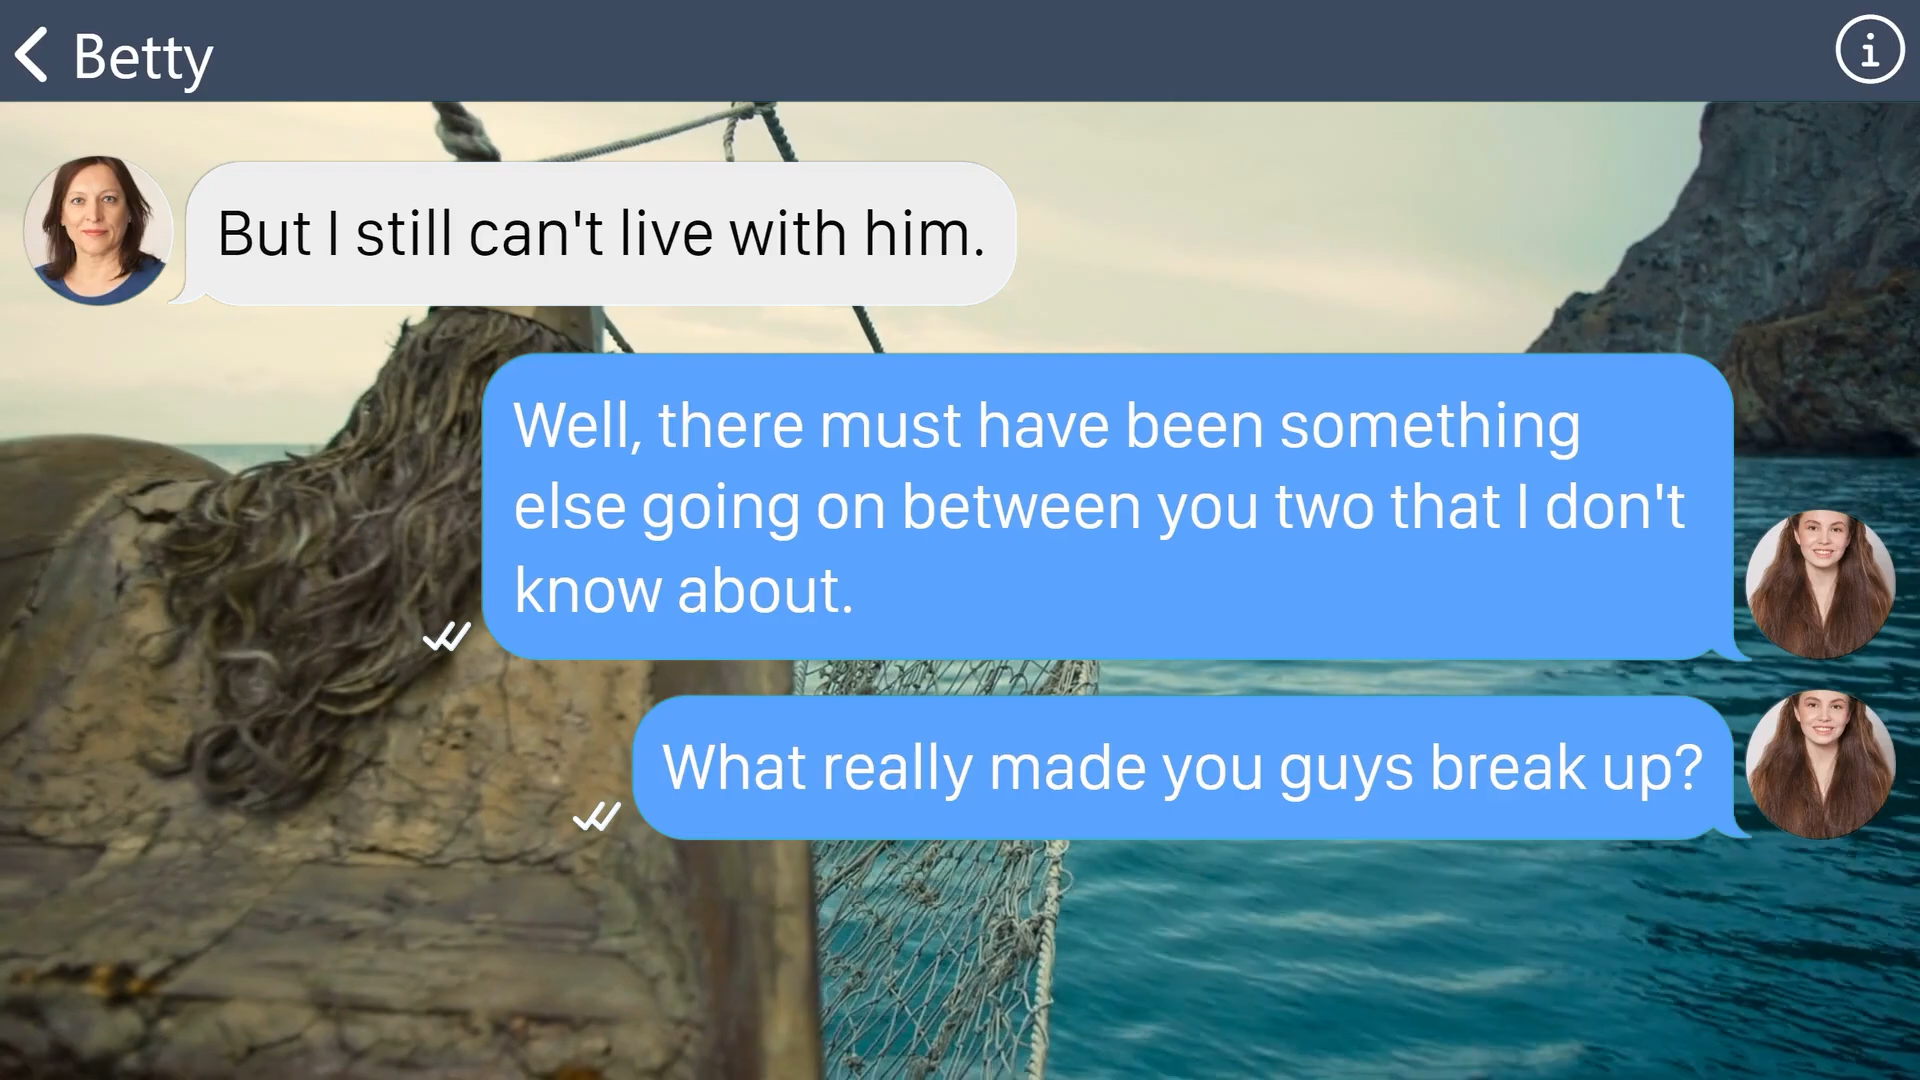 Betty
But I still can't live with him.
Well, there must have been something
else going on between you two that I don't
know about.
What really made you guys break up?